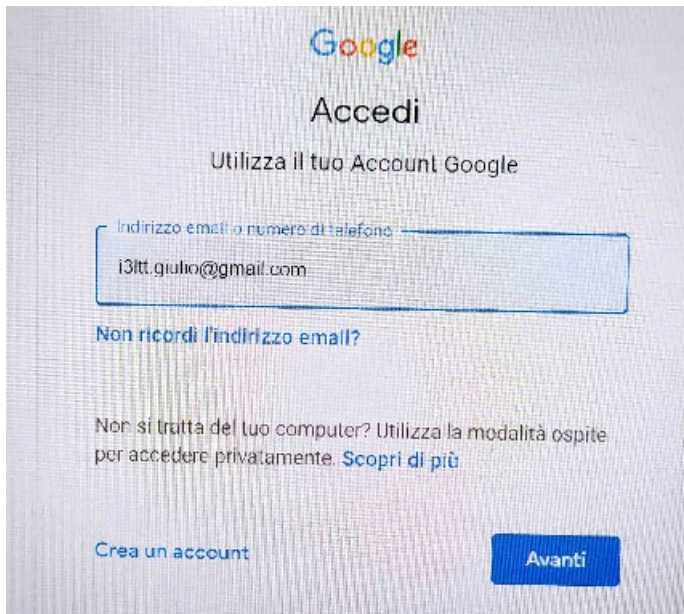 Google
Accedi
Utilizza il tuo Account Google
Indirizzo email o numero di telefono
i3ltt.giulio@gmail.com
Non ricordi l'indirizzo email?
Non si tratta del tuo computer? Utilizza la modalità ospite
per accedere privatamente. Scopri di più
Crea un account
Avanti